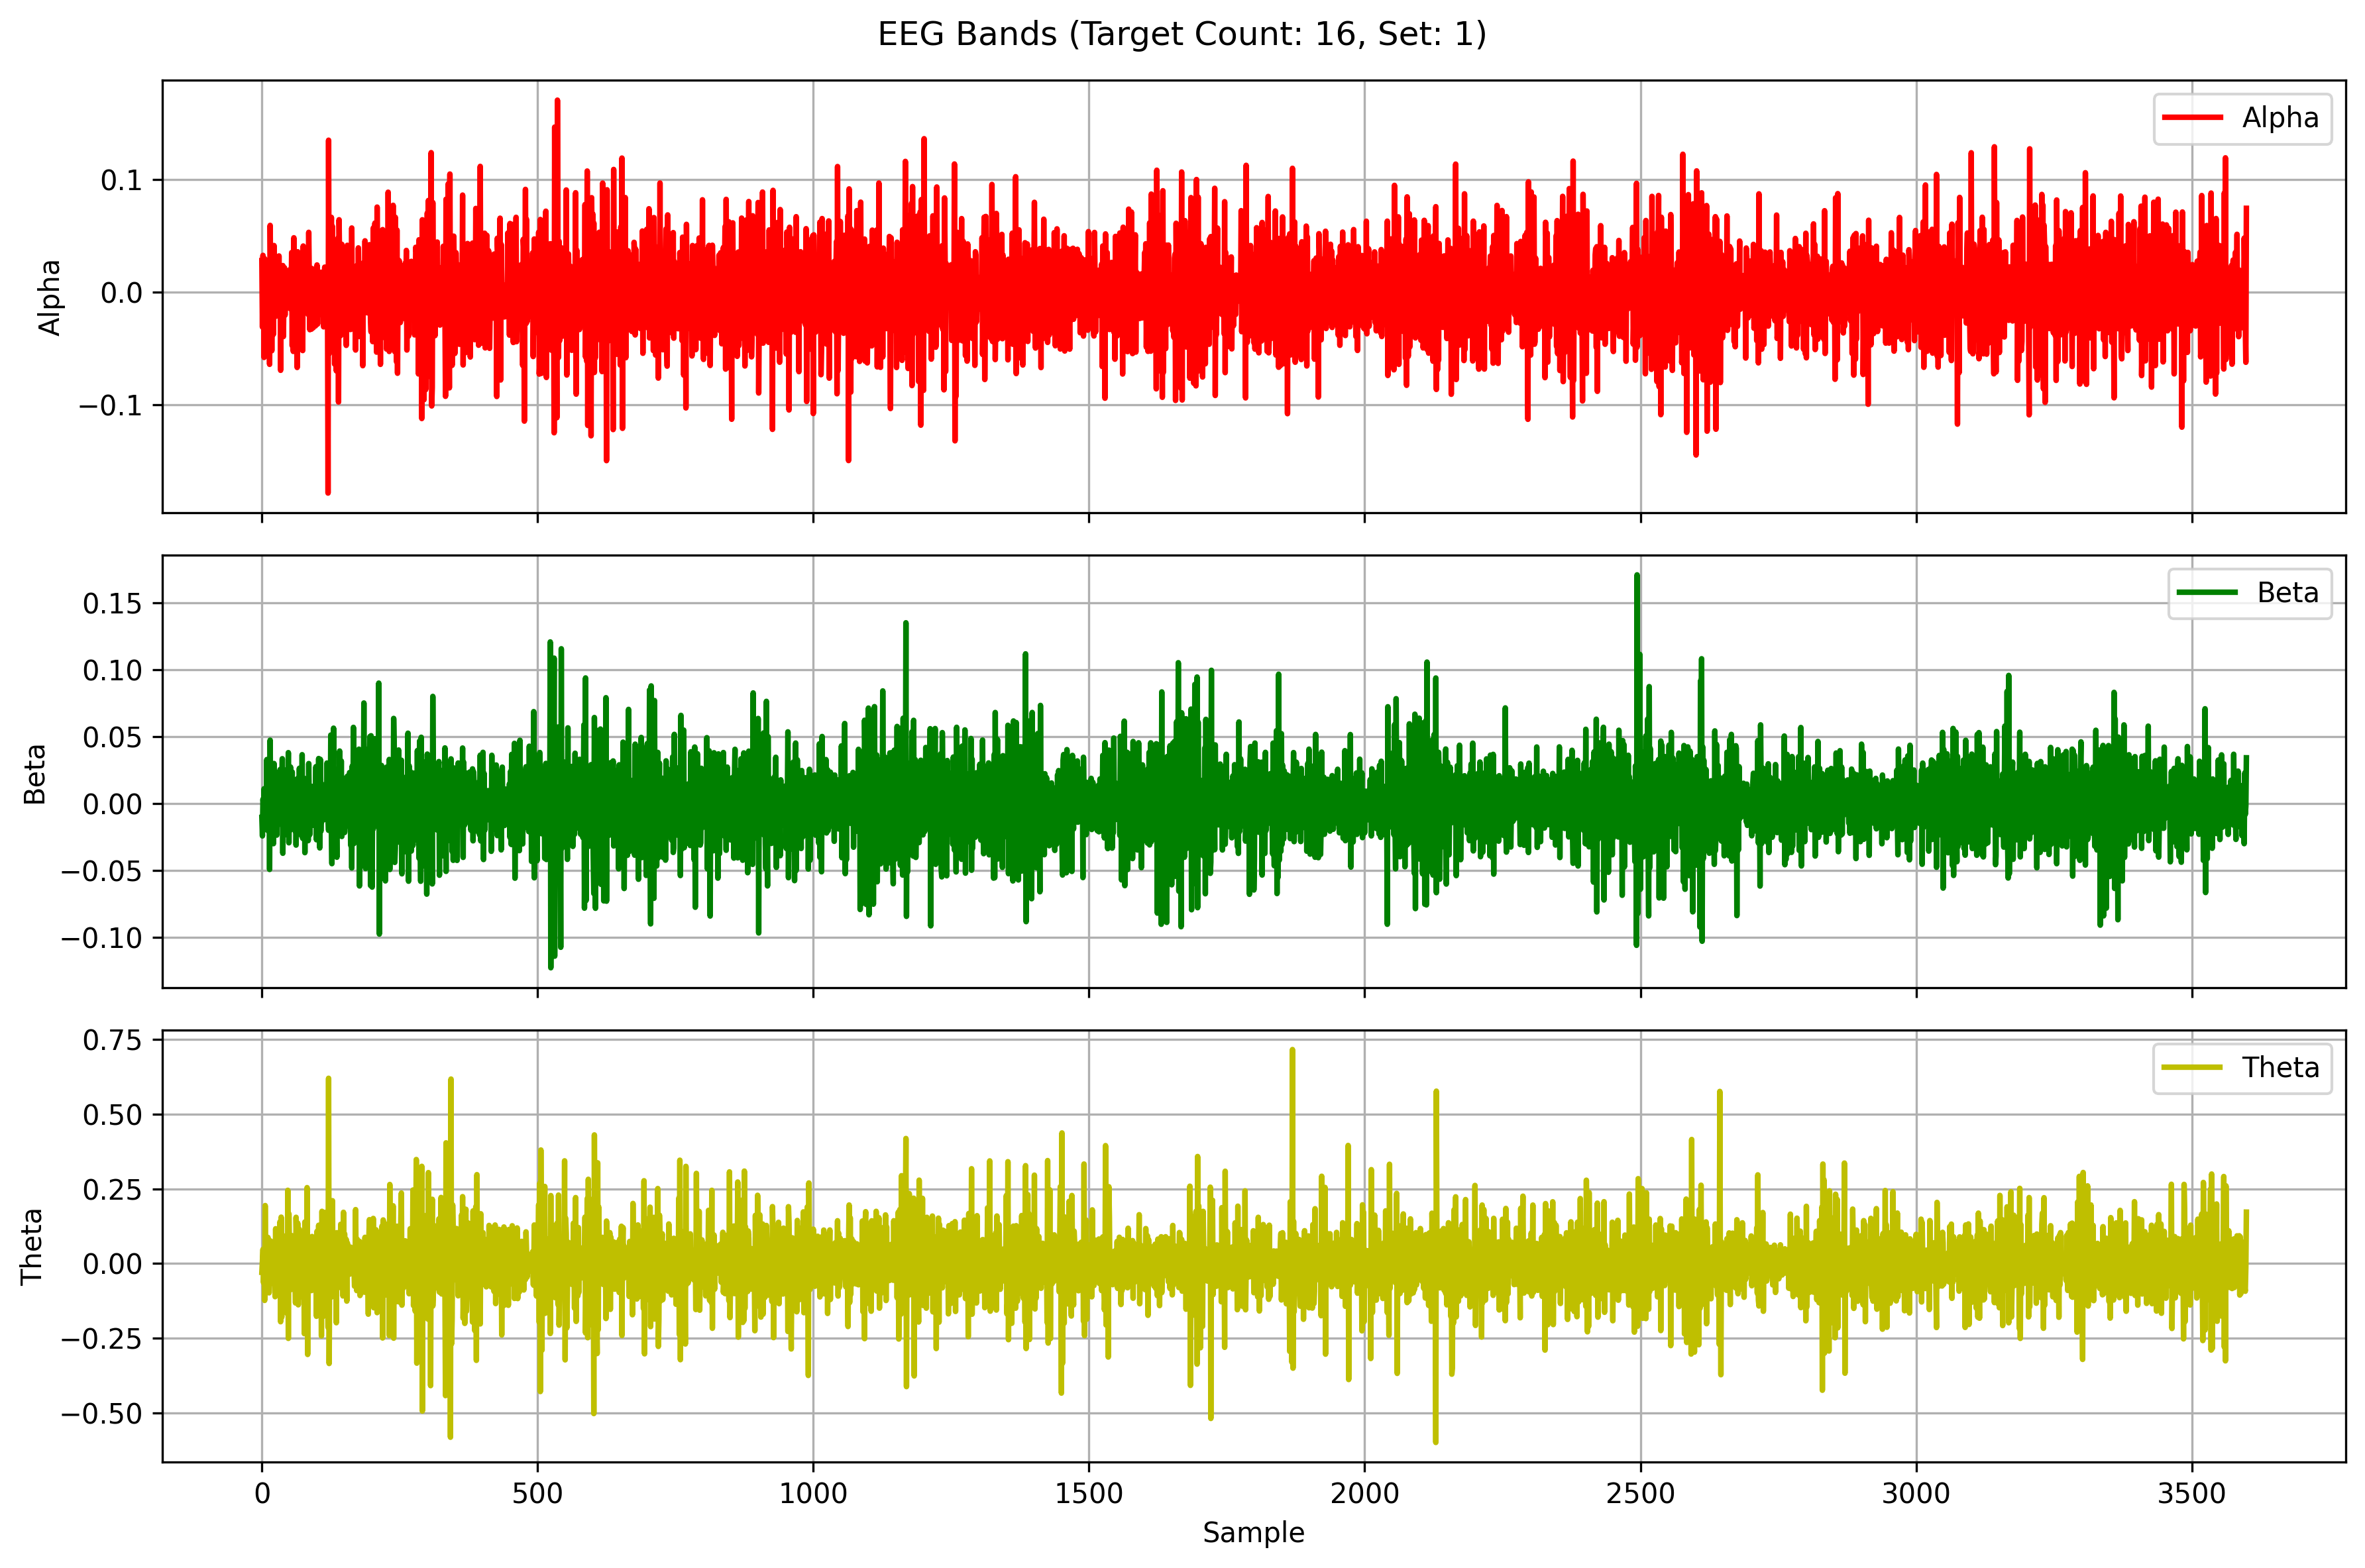 EEG Bands (Target Count: 16, Set: 1)
Alpha
0.1
0.0
−0.1
Alpha
Beta
0.15
0.10
0.05
0.00
−0.05
−0.10
Beta
Theta
0.75
0.50
0.25
0.00
−0.25
−0.50
Theta
0 500 1000 1500 2000 2500 3000 3500
Sample